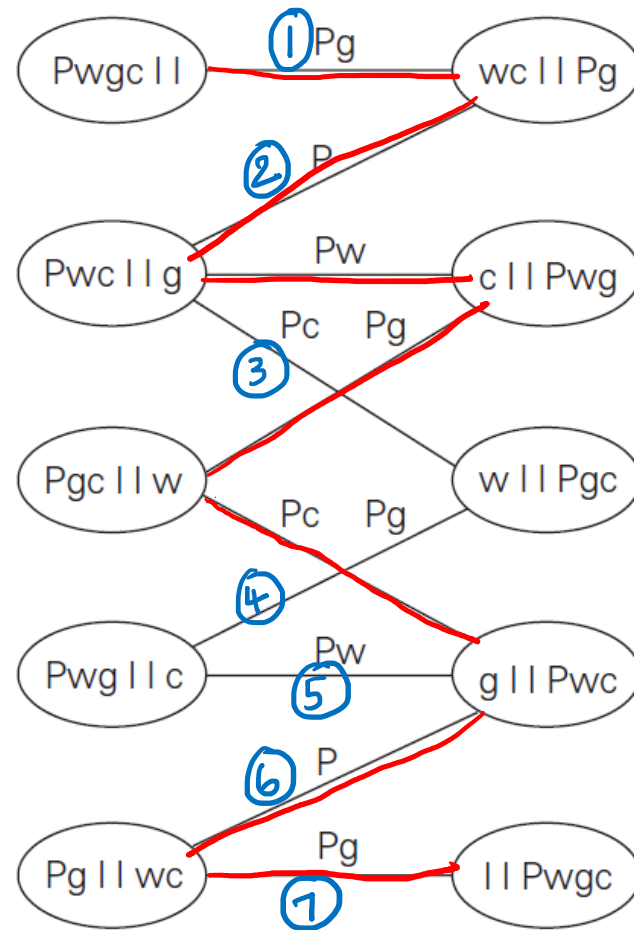 ① Pg
Pwgc l l
wc l l Pg
② P
Pwc l l g
Pw
c l l Pwg
③ Pc Pg
Pgc l l w
w l l Pgc
Pc Pg
④
Pwg l l c
Pw
g l l Pwc
⑤
⑥ P
Pg l l wc
Pg
l l Pwgc
⑦